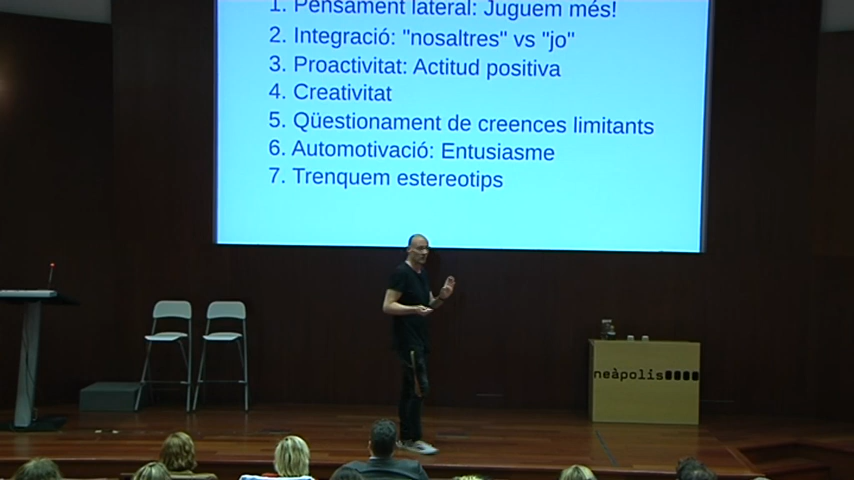 1. Pensament lateral: Juguem més!
2. Integració: "nosaltres" vs "jo"
3. Proactivitat: Actitud positiva
4. Creativitat
5. Qüestionament de creences limitants
6. Automotivació: Entusiasme
7. Trenquem estereotips
neàpolis